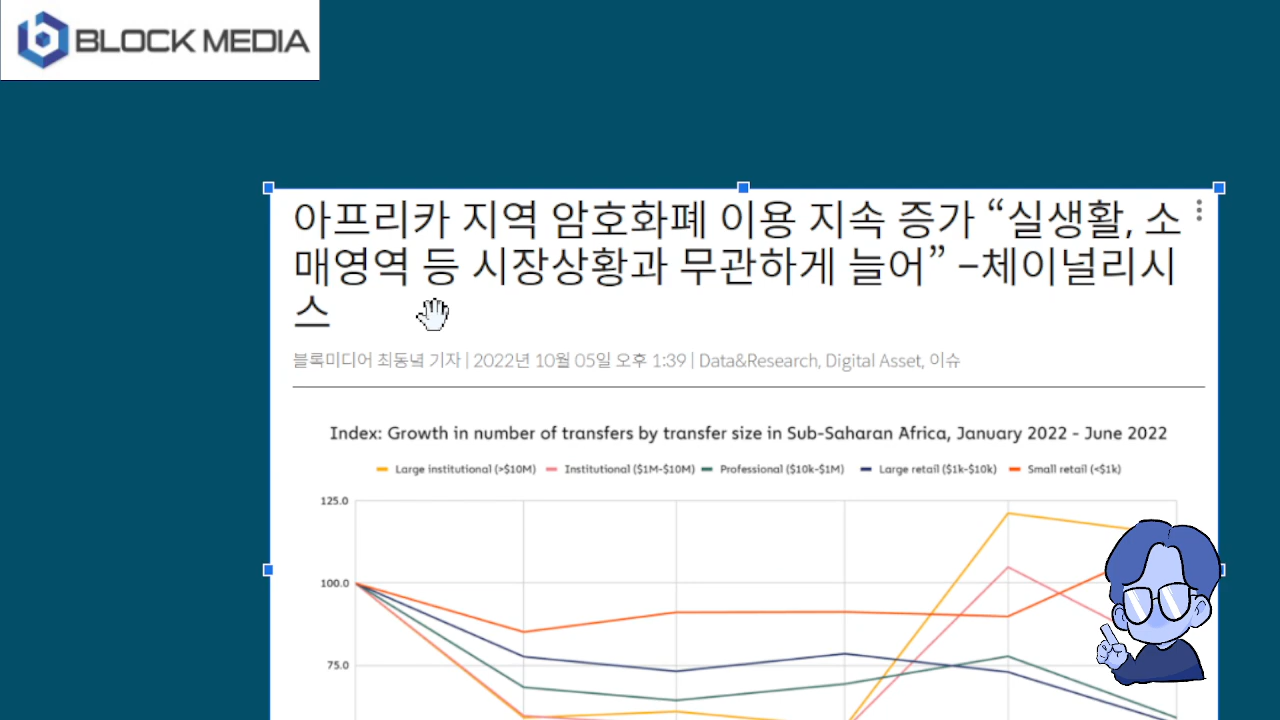 BLOCK MEDIA
아프리카 지역 암호화폐 이용 지속 증가 “실생활, 소
매영역 등 시장상황과 무관하게 늘어” –체이널리시
스
블록미디어 최동녘 기자 | 2022년 10월 05일 오후 1:39 | Data&Research, Digital Asset, 이슈
Index: Growth in number of transfers by transfer size in Sub-Saharan Africa, January 2022 - June 2022
Large institutional (>$10M) Institutional ($1M-$10M) Professional ($10k-$1M) Large retail ($1k-$10k) Small retail (<$1k)
125.0
100.0
75.0